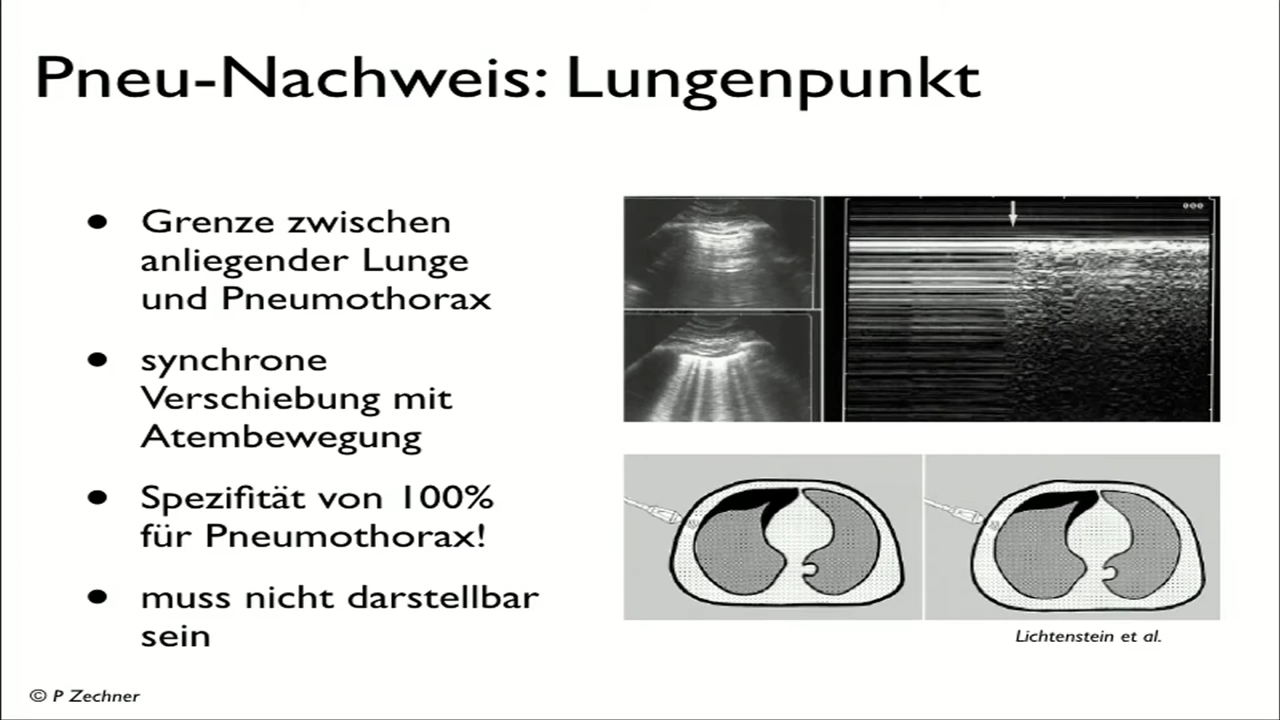 Pneu-Nachweis: Lungenpunkt
● Grenze zwischen
anliegender Lunge
und Pneumothorax
● synchrone
Verschiebung mit
Atembewegung
● Spezifität von 100%
für Pneumothorax!
● muss nicht darstellbar
sein
Lichtenstein et al.
© P Zechner